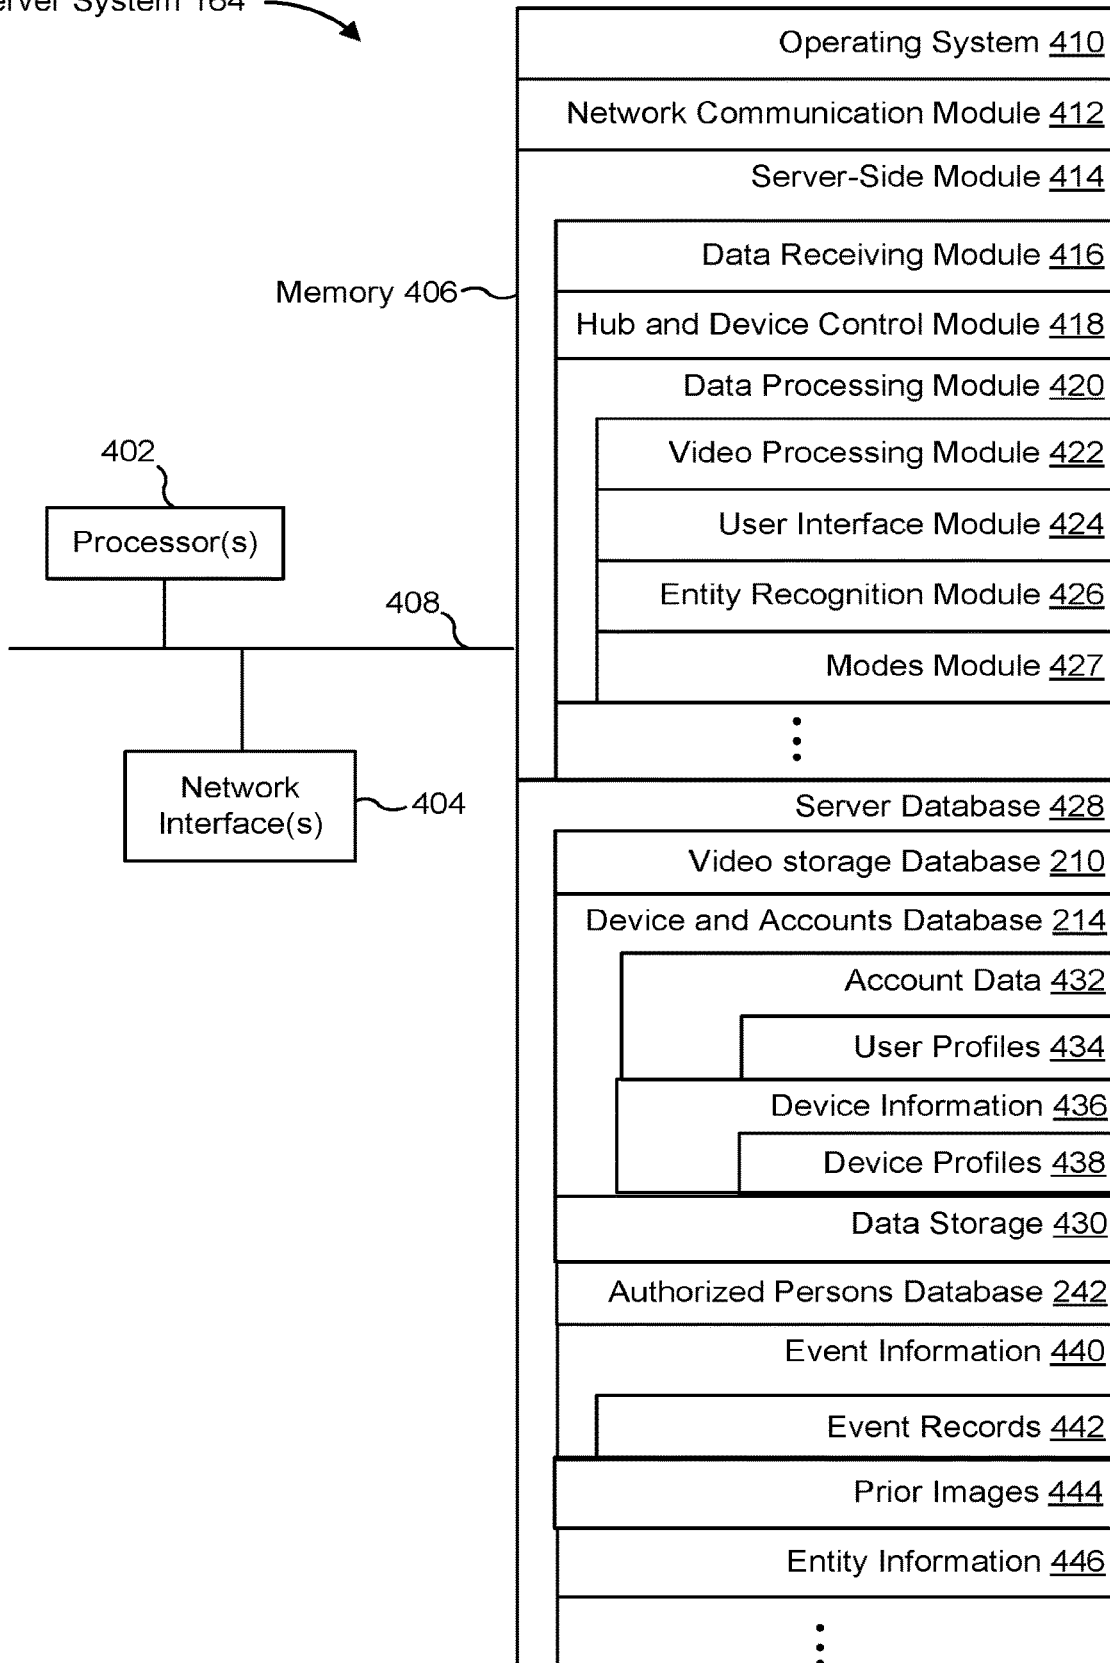 System 164
Operating System 410
Network Communication Module 412
Server-Side Module 414
Data Receiving Module 416
Memory 406
Hub and Device Control Module 418
Data Processing Module 420
Video Processing Module 422
402
User Interface Module 424
Processor(s)
Entity Recognition Module 426
408
Modes Module 427
Network
Interface(s)
404
Server Database 428
Video storage Database 210
Device and Accounts Database 214
Account Data 432
User Profiles 434
Device Information 436
Device Profiles 438
Data Storage 430
Authorized Persons Database 242
Event Information 440
Event Records 442
Prior Images 444
Entity Information 446